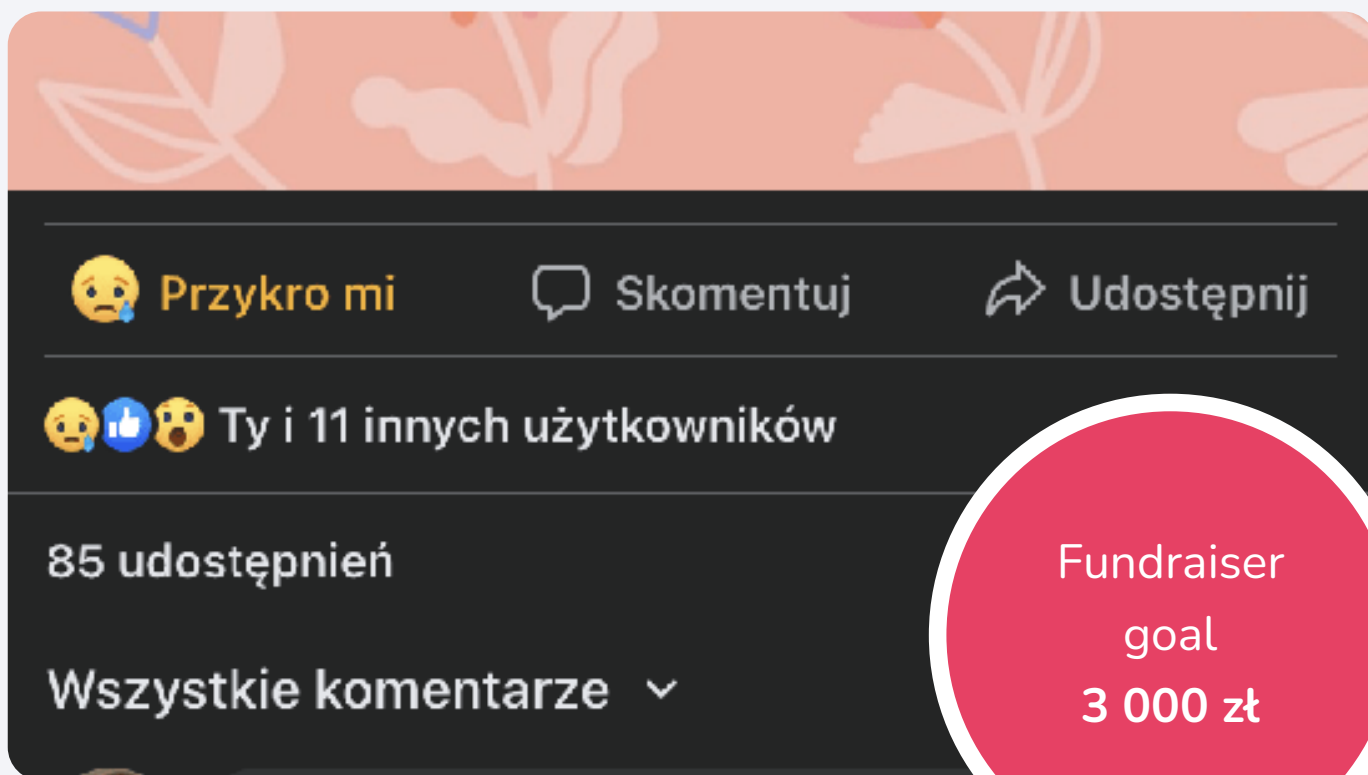 Przykro mi
Skomentuj
Udostępnij
Ty i 11 innych użytkowników
85 udostępnień
Wszystkie komentarze
Fundraiser
goal
3 000 zł